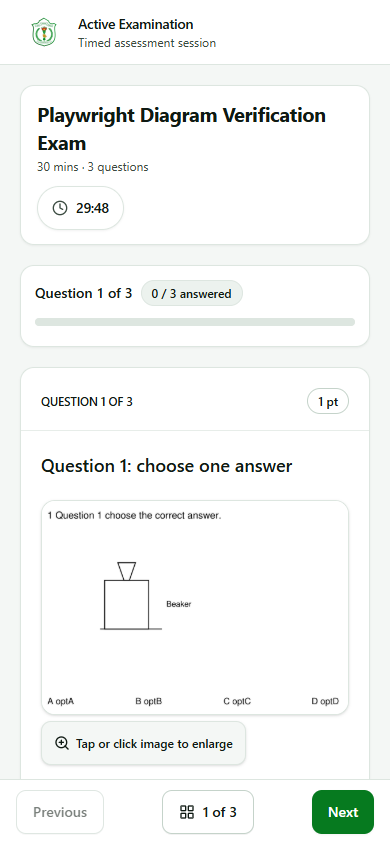 Active Examination
Timed assessment session
Playwright Diagram Verification
Exam
30 mins · 3 questions
29:48
Question 1 of 3
0 / 3 answered
QUESTION 1 OF 3
1 pt
Question 1: choose one answer
1 Question 1 choose the correct answer.
Beaker
A optA
B optB
C optC
D optD
Tap or click image to enlarge
Previous
1 of 3
Next